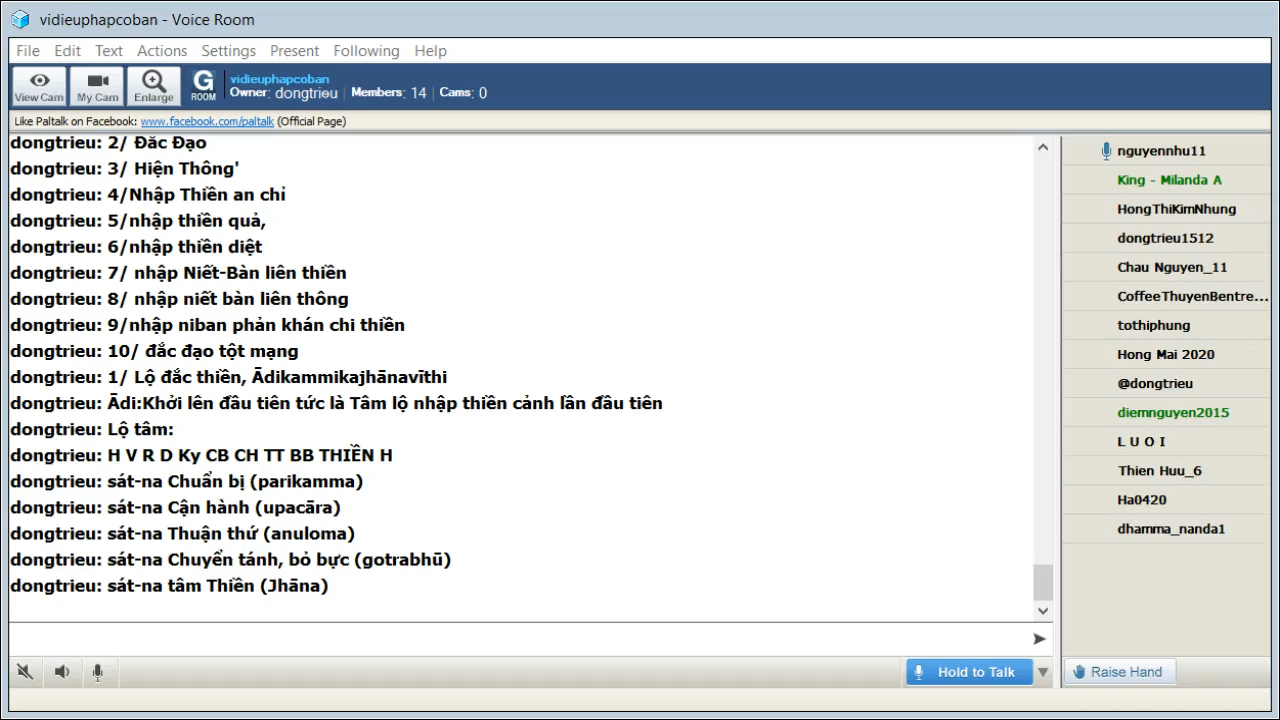 vidieuphapcoban - Voice Room
File Edit Text Actions Settings Present Following Help
View Cam My Cam Enlarge G ROOM vidieuphapcoban
Owner: dongtrieu | Members: 14 | Cams: 0
Like Paltalk on Facebook: www.facebook.com/paltalk (Official Page)
dongtrieu: 2/ Đăc Đạo
dongtrieu: 3/ Hiện Thông'
dongtrieu: 4/Nhập Thiền an chỉ
dongtrieu: 5/nhập thiền quả,
dongtrieu: 6/nhập thiền diệt
dongtrieu: 7/ nhập Niết-Bàn liên thiền
dongtrieu: 8/ nhập niết bàn liên thông
dongtrieu: 9/nhập niban phản khán chi thiền
dongtrieu: 10/ đắc đạo tột mạng
dongtrieu: 1/ Lộ đắc thiền, Ādikammikajhānavīthi
dongtrieu: Ādi:Khởi lên đầu tiên tức là Tâm lộ nhập thiền cảnh lần đầu tiên
dongtrieu: Lộ tâm:
dongtrieu: H V R D Ky CB CH TT BB THIỀN H
dongtrieu: sát-na Chuẩn bị (parikamma)
dongtrieu: sát-na Cận hành (upacāra)
dongtrieu: sát-na Thuận thứ (anuloma)
dongtrieu: sát-na Chuyển tánh, bỏ bực (gotrabhū)
dongtrieu: sát-na tâm Thiền (Jhāna)
nguyennhu11
King - Milanda A
HongThiKimNhung
dongtrieu1512
Chau Nguyen_11
CoffeeThuyenBentre...
tothiphung
Hong Mai 2020
@dongtrieu
diemnguyen2015
L U O I
Thien Huu_6
Ha0420
dhamma_nanda1
Hold to Talk
Raise Hand